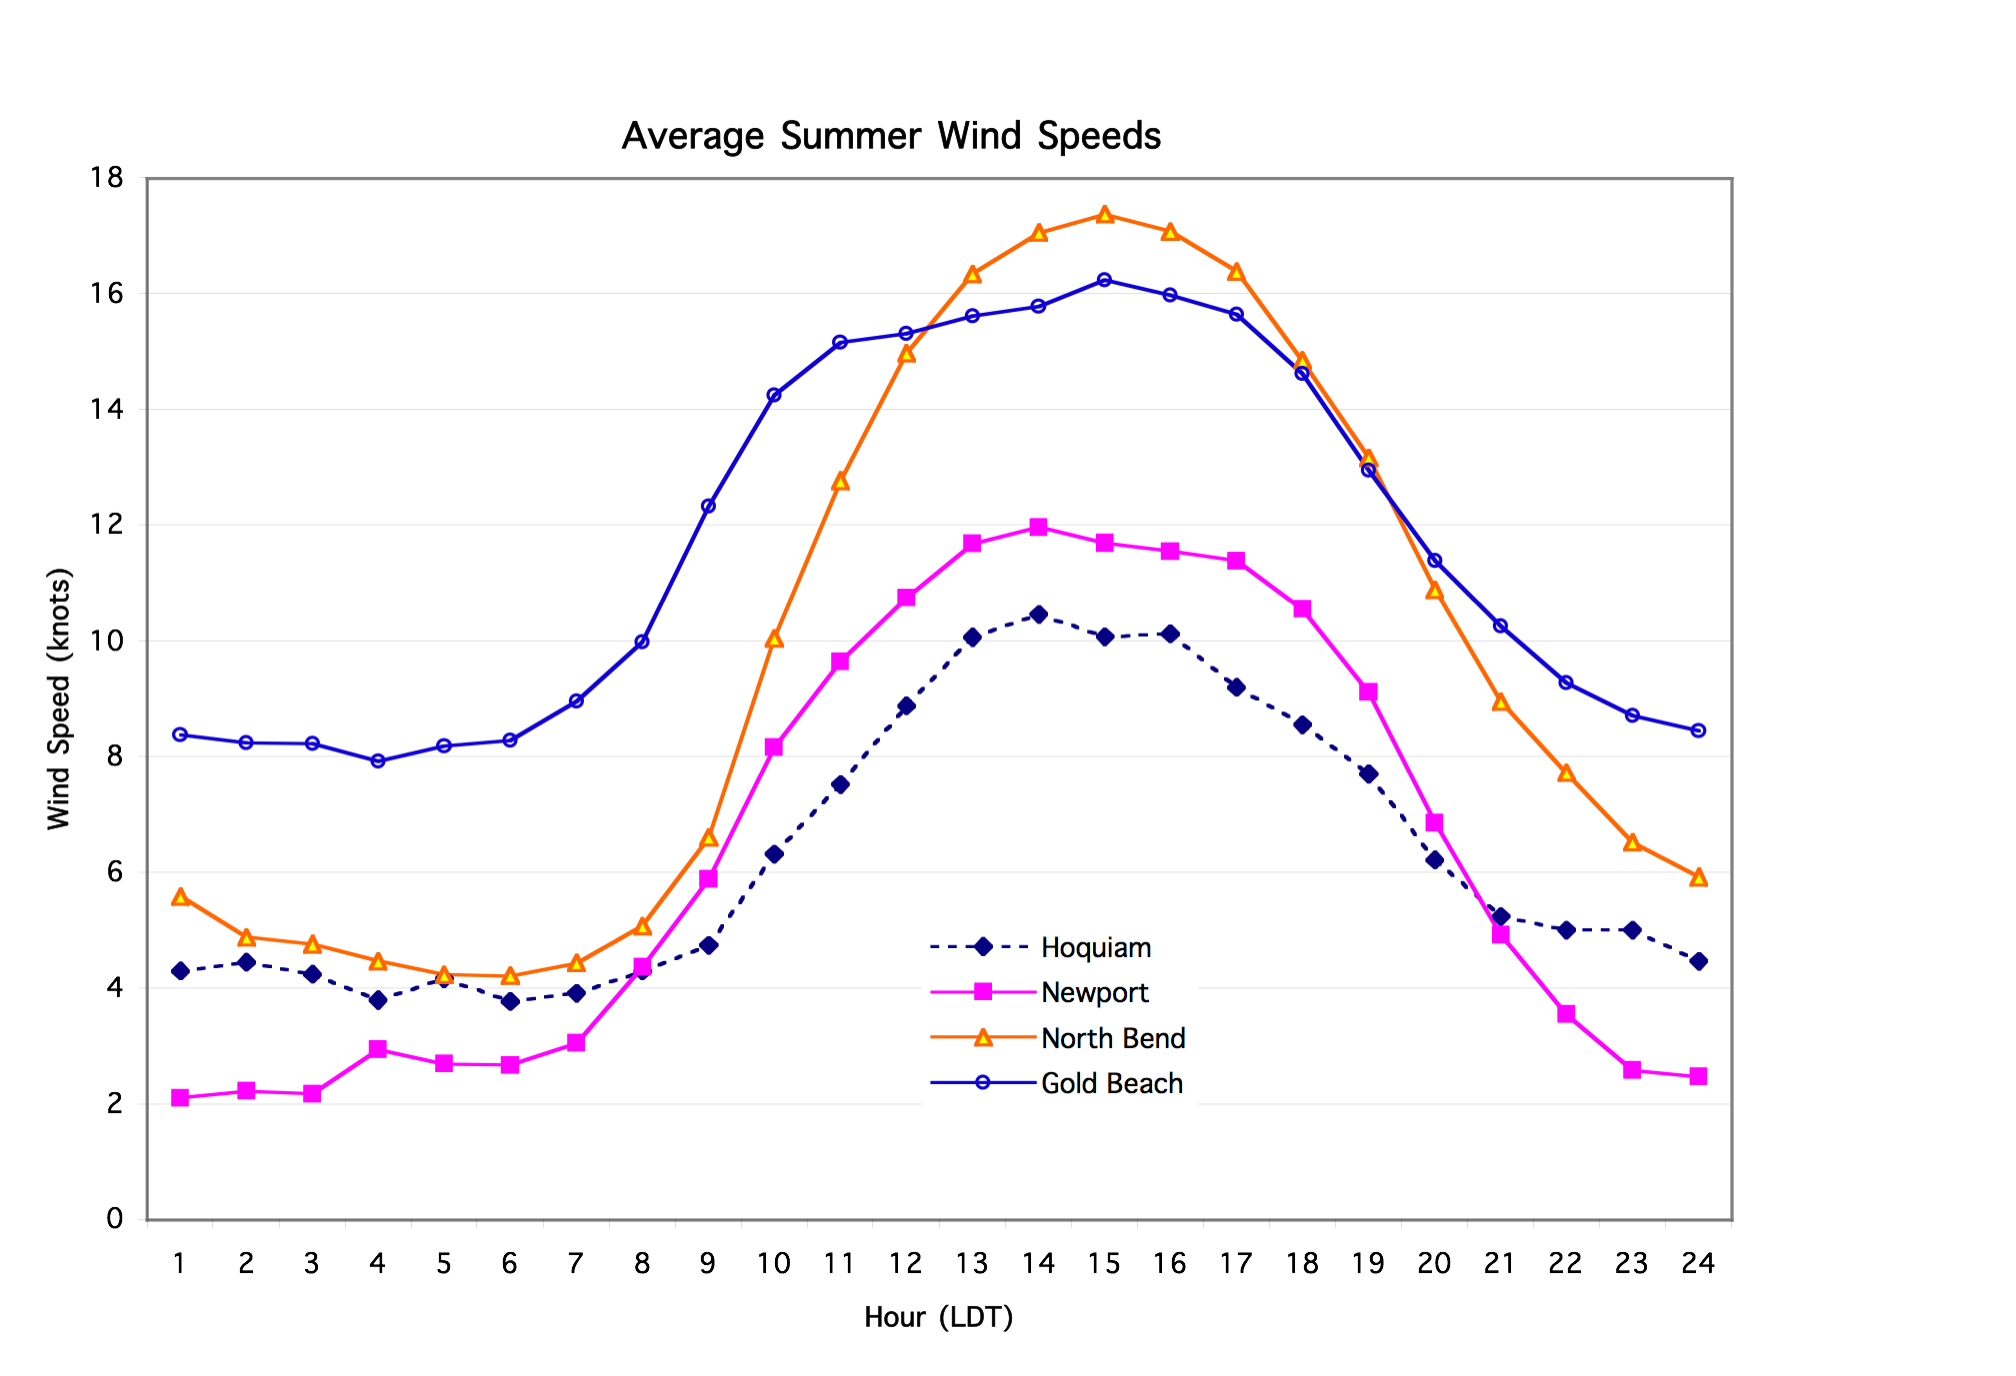 Average Summer Wind Speeds
18
16
14
12
10
8
6
4
2
0
Wind Speed (knots)
Hoquiam
Newport
North Bend
Gold Beach
1 2 3 4 5 6 7 8 9 10 11 12 13 14 15 16 17 18 19 20 21 22 23 24
Hour (LDT)